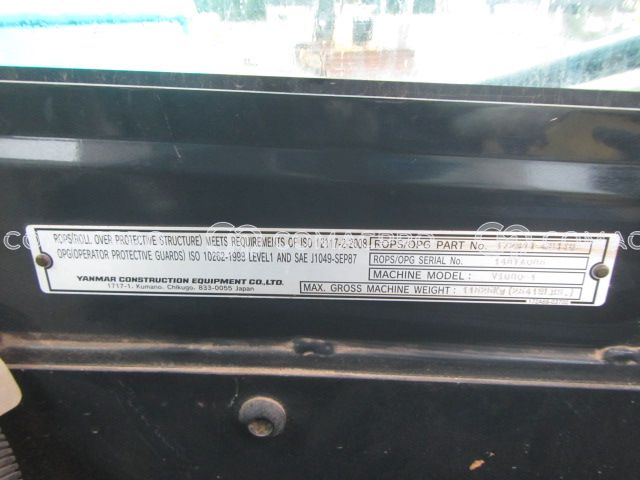 ROPS(ROLL OVER PROTECTIVE STRUCTURE) MEETS REQUIREMENTS OF ISO 12117-2-2008
OPG(OPERATOR PROTECTIVE GUARDS) ISO 10262-1998 LEVEL1 AND SAE J1049-SEP87
YANMAR CONSTRUCTION EQUIPMENT CO.,LTD.
1717-1, Kumano, Chikugo, 833-0055 Japan
ROPS/OPG PART NO.
ROPS/OPG SERIAL NO.
MACHINE MODEL:
MAX. GROSS MACHINE WEIGHT :